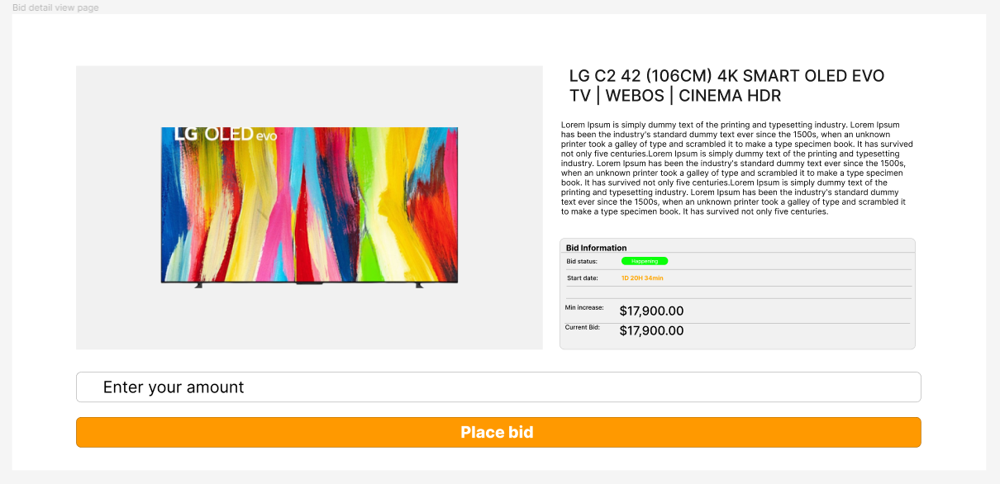 Bid detail view page
LG OLED evo
LG C2 42 (106CM) 4K SMART OLED EVO
TV | WEBOS | CINEMA HDR
Lorem Ipsum is simply dummy text of the printing and typesetting industry. Lorem Ipsum
has been the industry's standard dummy text ever since the 1500s, when an unknown
printer took a galley of type and scrambled it to make a type specimen book. It has survived
not only five centuries.Lorem Ipsum is simply dummy text of the printing and typesetting
industry. Lorem Ipsum has been the industry's standard dummy text ever since the 1500s,
when an unknown printer took a galley of type and scrambled it to make a type specimen
book. It has survived not only five centuries.Lorem Ipsum is simply dummy text of the
printing and typesetting industry. Lorem Ipsum has been the industry's standard dummy
text ever since the 1500s, when an unknown printer took a galley of type and scrambled it
to make a type specimen book. It has survived not only five centuries.
Bid Information
Bid status: Happening
Start date: 1D 20H 34min
Min increase: $17,900.00
Current Bid: $17,900.00
Enter your amount
Place bid